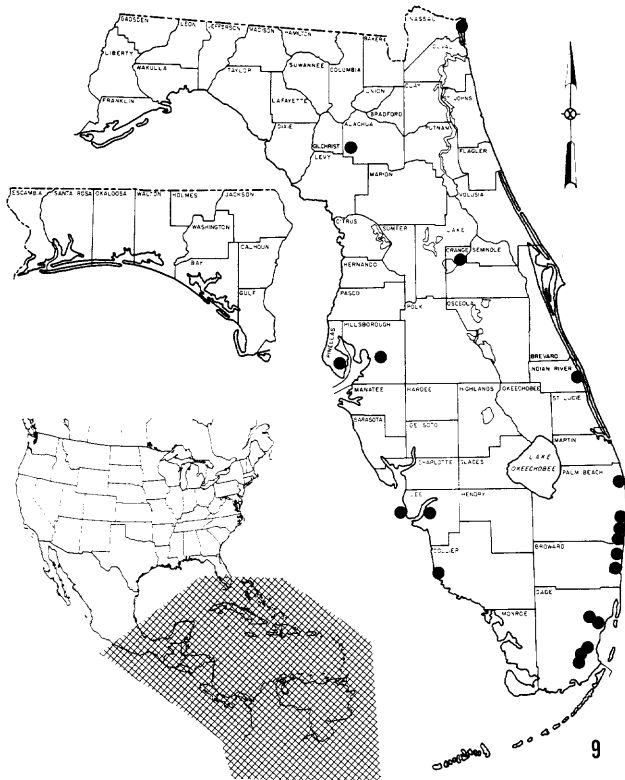 NASSAU
GADSDEN
LEON
JEFFERSON
MADISON
HAMILTON
BAKER
DUVAL
LIBERTY
WAKULLA
TAYLOR
SUWANNEE
COLUMBIA
UNION
CLAY
ST JOHNS
FRANKLIN
LAFAYETTE
BRADFORD
ALACHUA
PUTNAM
DIXIE
GILCHRIST
FLAGLER
LEVY
MARION
VOLUSIA
ESCAMBIA
SANTA ROSA
OKALOOSA
WALTON
HOLMES
JACKSON
WASHINGTON
BAY
CALHOUN
GULF
CITRUS
SUMTER
LAKE
ORANGE
SEMINOLE
HERNANDO
PASCO
POLK
OSCEOLA
PINELLAS
HILLSBOROUGH
BREVARD
INDIAN RIVER
MANATEE
HARDEE
HIGHLANDS
OKEECHOBEE
ST LUCIE
SARASOTA
DE SOTO
MARTIN
CHARLOTTE
GLADES
LAKE
OKEECHOBEE
PALM BEACH
LEE
HENDRY
COLLIER
BROWARD
DADE
MONROE
9